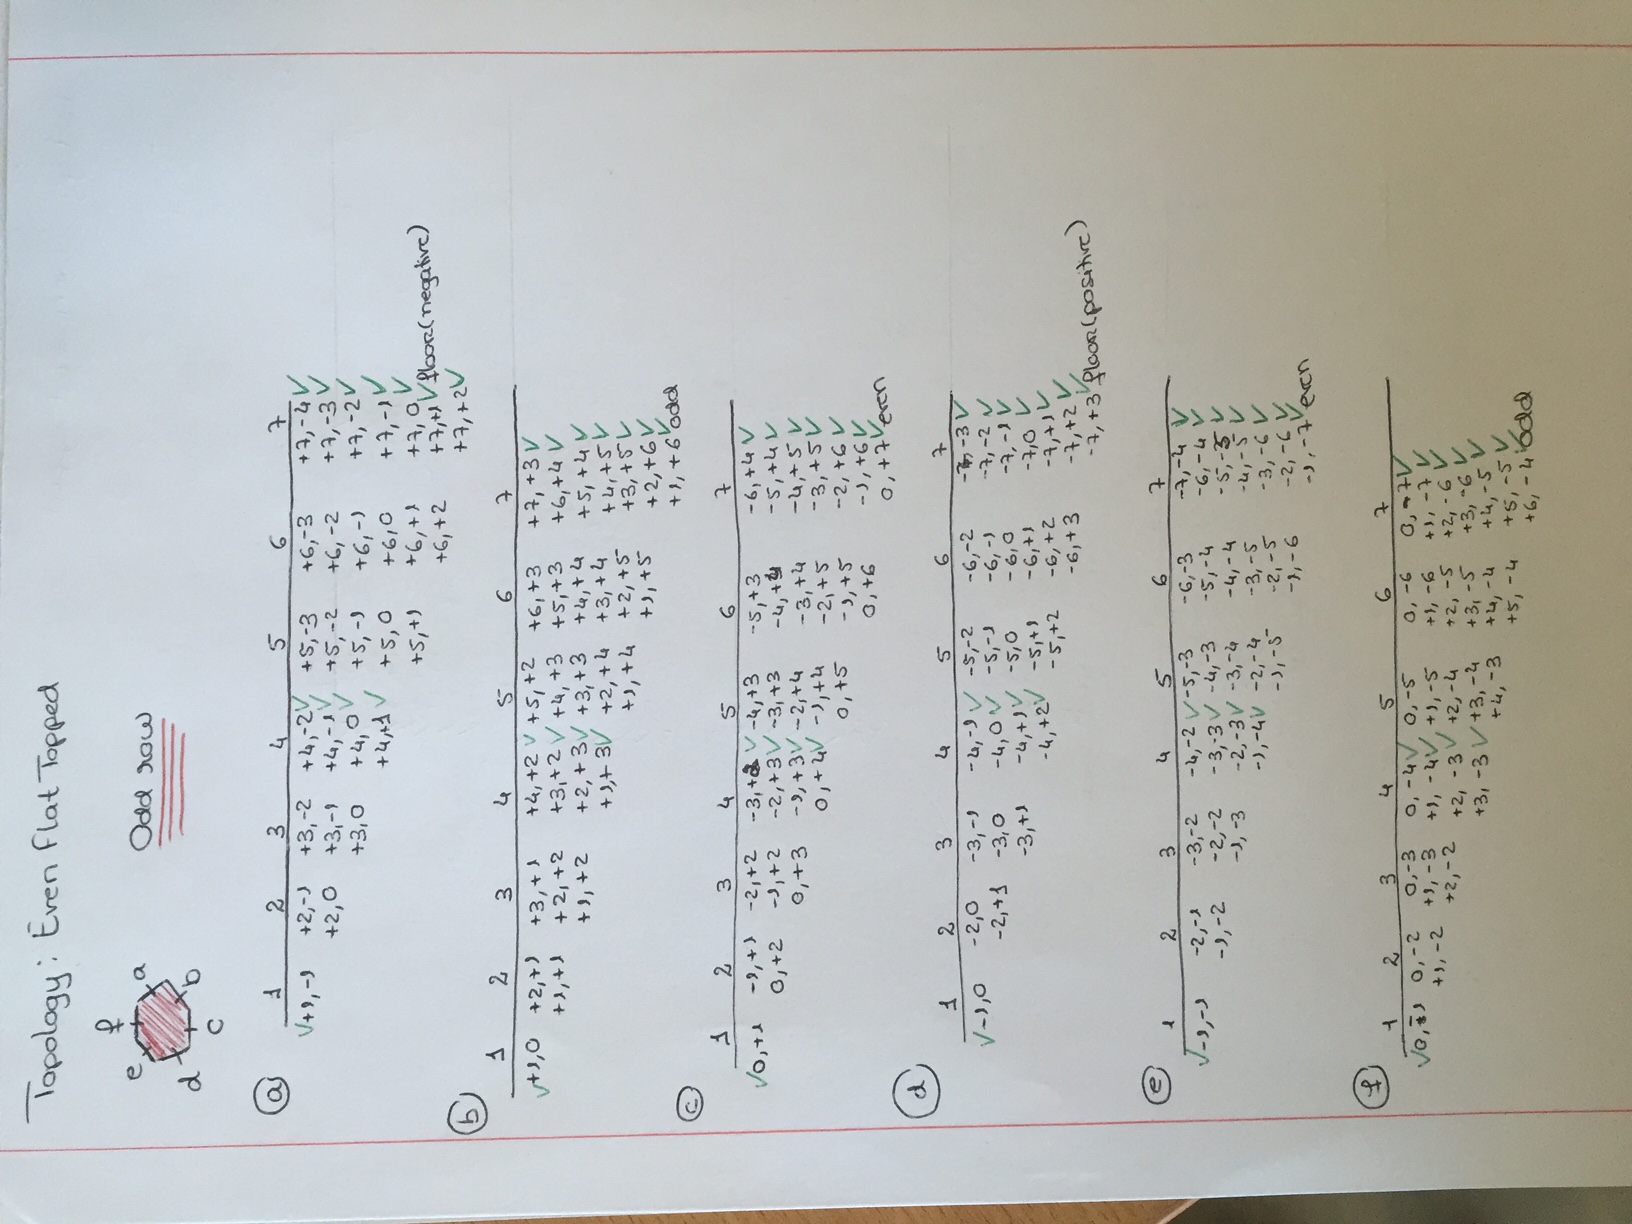 Topology: Even Flat Topped
Odd row
e f a
d c b
a
1 2 3 4 5 6 7
✓+1,-1 +2,-1 +3,-2 +4,-2✓ +5,-3 +6,-3 +7,-4✓
+2,0 +3,-1 +4,-1✓ +5,-2 +6,-2 +7,-3✓
+3,0 +4,0✓ +5,-1 +6,-1 +7,-2✓
+4,+1✓ +5,0 +6,0 +7,-1✓
+5,+1 +6,+1 +7,0✓
+6,+2 +7,+1✓ floor(negative)
+7,+2✓
b
1 2 3 4 5 6 7
✓+1,0 +2,+1 +3,+1 +4,+2✓ +5,+2 +6,+3 +7,+3✓
+1,+1 +2,+2 +3,+2✓ +4,+3 +5,+3 +6,+4✓
+1,+2 +2,+3✓ +3,+3 +4,+4 +5,+4✓
+1,+3✓ +2,+4 +3,+4 +4,+5✓
+1,+4 +2,+5 +3,+5✓
+1,+5 +2,+6✓
+1,+6 odd
c
1 2 3 4 5 6 7
✓0,+1 -1,+1 -2,+2 -3,+2✓ -4,+3 -5,+3 -6,+4✓
0,+2 -1,+2 -2,+3✓ -3,+3 -4,+4 -5,+4✓
0,+3 -1,+3✓ -2,+4 -3,+4 -4,+5✓
0,+4✓ -1,+4 -2,+5 -3,+5✓
0,+5 -1,+5 -2,+6✓
0,+6 -1,+6✓
0,+7✓ even
d
1 2 3 4 5 6 7
✓-1,0 -2,0 -3,-1 -4,-1✓ -5,-2 -6,-2 -7,-3✓
-2,+1 -3,0 -4,0✓ -5,-1 -6,-1 -7,-2✓
-3,+1 -4,+1✓ -5,0 -6,0 -7,-1✓
-4,+2✓ -5,+1 -6,+1 -7,0✓
-5,+2 -6,+2 -7,+1✓
-6,+3 -7,+2✓
-7,+3✓ floor(positive)
e
1 2 3 4 5 6 7
✓-1,-1 -2,-1 -3,-2 -4,-2✓ -5,-3 -6,-3 -7,-4✓
-1,-2 -2,-2 -3,-3✓ -4,-3 -5,-4 -6,-4✓
-1,-3 -2,-3✓ -3,-4 -4,-4 -5,-5✓
-1,-4✓ -2,-4 -3,-5 -4,-5✓
-1,-5 -2,-5 -3,-6✓
-1,-6 -2,-6✓
-1,-7✓ even
f
1 2 3 4 5 6 7
✓0,-1 0,-2 0,-3 0,-4✓ 0,-5 0,-6 0,-7✓
+1,-2 +1,-3 +1,-4✓ +1,-5 +1,-6 +1,-7✓
+2,-2 +2,-3✓ +2,-4 +2,-5 +2,-6✓
+3,-3✓ +3,-4 +3,-5 +3,-6✓
+4,-3 +4,-4 +4,-5✓
+5,-4 +5,-5✓
+6,-4✓ odd